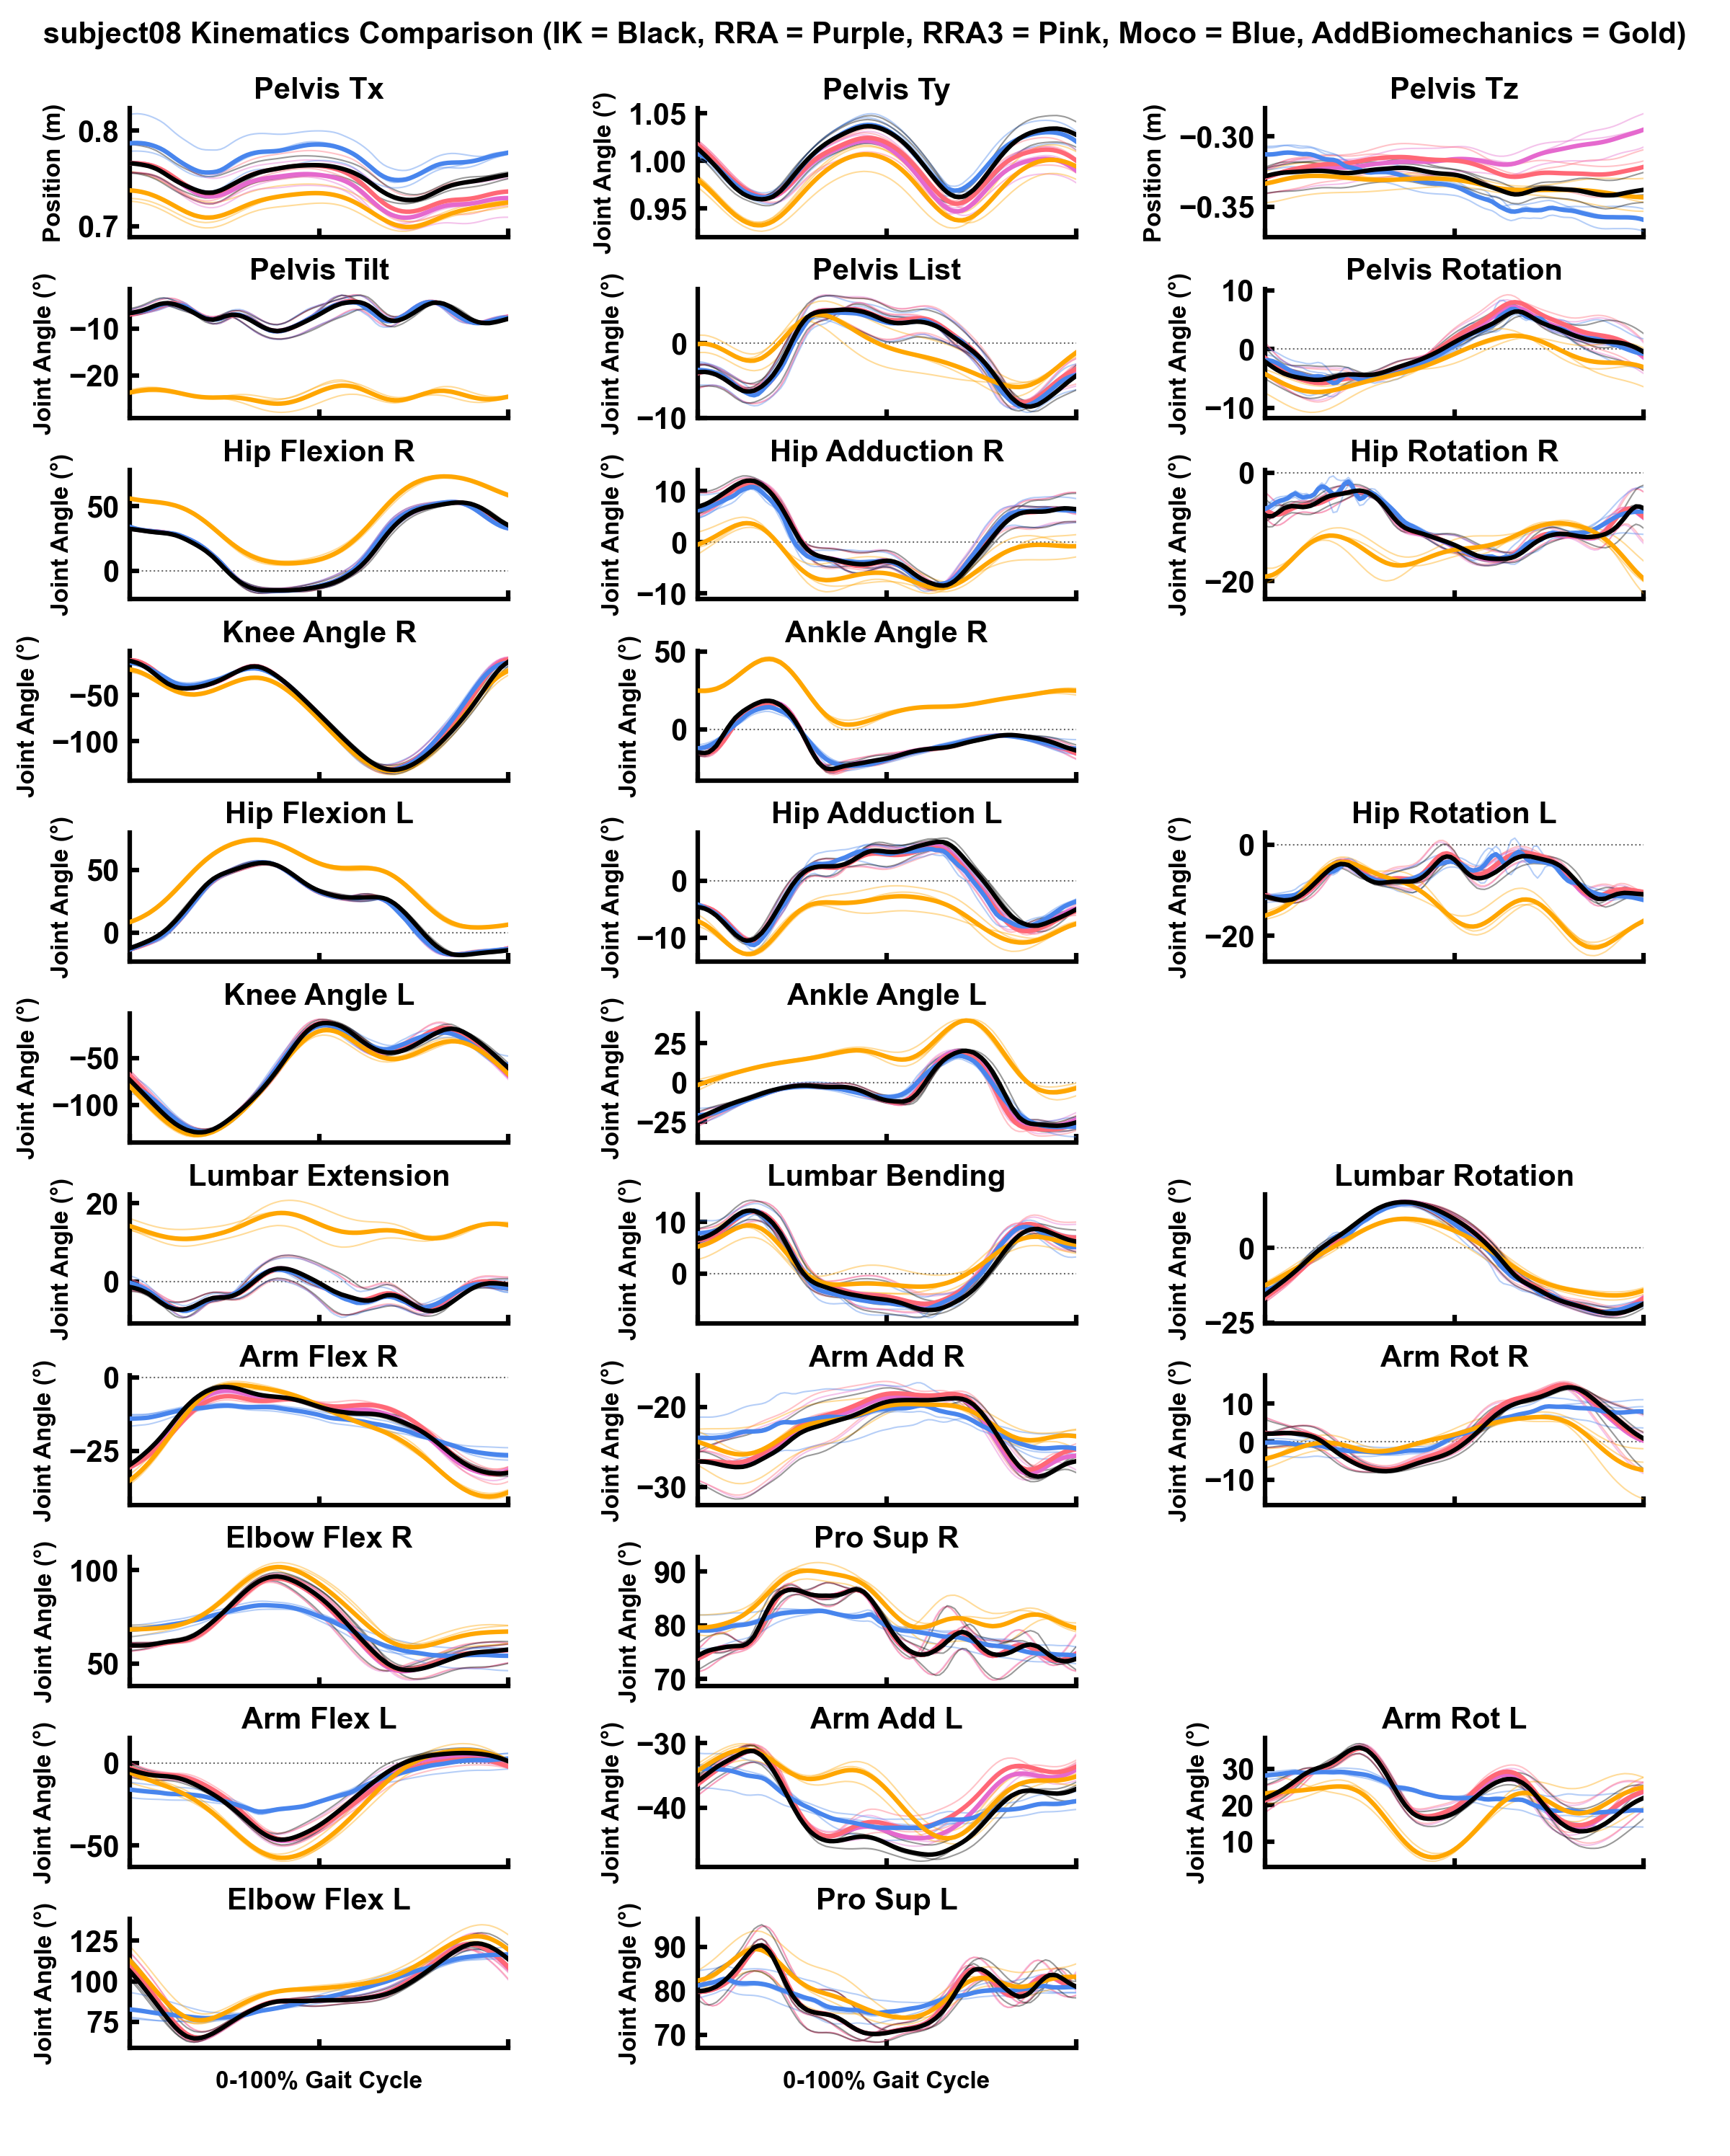 subject08 Kinematics Comparison (IK = Black, RRA = Purple, RRA3 = Pink, Moco = Blue, AddBiomechanics = Gold)
Pelvis Tx
Position (m)
0.8
0.7
Pelvis Ty
Joint Angle (°)
1.05
1.00
0.95
Pelvis Tz
Position (m)
−0.30
−0.35
Pelvis Tilt
Joint Angle (°)
−10
−20
Pelvis List
Joint Angle (°)
0
−10
Pelvis Rotation
Joint Angle (°)
10
0
−10
Hip Flexion R
Joint Angle (°)
50
0
Hip Adduction R
Joint Angle (°)
10
0
−10
Hip Rotation R
Joint Angle (°)
0
−20
Knee Angle R
Joint Angle (°)
−50
−100
Ankle Angle R
Joint Angle (°)
50
0
Hip Flexion L
Joint Angle (°)
50
0
Hip Adduction L
Joint Angle (°)
0
−10
Hip Rotation L
Joint Angle (°)
0
−20
Knee Angle L
Joint Angle (°)
−50
−100
Ankle Angle L
Joint Angle (°)
25
0
−25
Lumbar Extension
Joint Angle (°)
20
0
Lumbar Bending
Joint Angle (°)
10
0
Lumbar Rotation
Joint Angle (°)
0
−25
Arm Flex R
Joint Angle (°)
0
−25
Arm Add R
Joint Angle (°)
−20
−30
Arm Rot R
Joint Angle (°)
10
0
−10
Elbow Flex R
Joint Angle (°)
100
50
Pro Sup R
Joint Angle (°)
90
80
70
Arm Flex L
Joint Angle (°)
0
−50
Arm Add L
Joint Angle (°)
−30
−40
Arm Rot L
Joint Angle (°)
30
20
10
Elbow Flex L
Joint Angle (°)
125
100
75
0-100% Gait Cycle
Pro Sup L
Joint Angle (°)
90
80
70
0-100% Gait Cycle